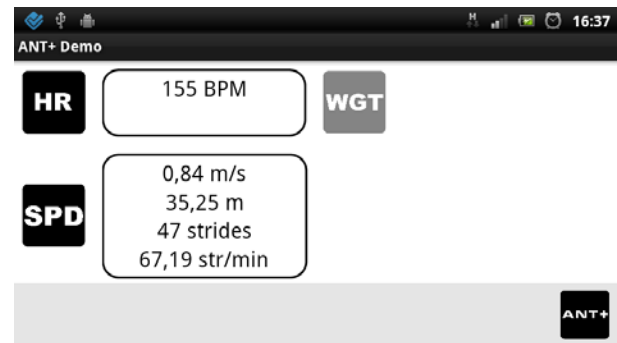 H 16:37
ANT+ Demo
HR
155 BPM
WGT
SPD
0,84 m/s
35,25 m
47 strides
67,19 str/min
ANT+